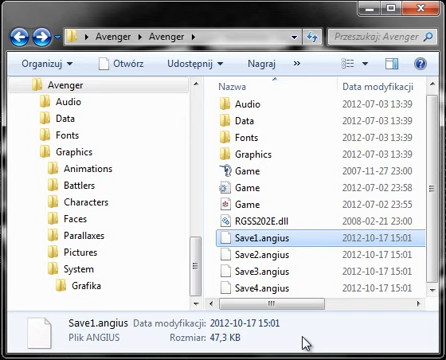 Avenger ▸ Avenger ▸
Przeszukaj: Avenger
Organizuj Otwórz Udostępnij Nagraj »
Avenger
Audio
Data
Fonts
Graphics
Animations
Battlers
Characters
Faces
Parallaxes
Pictures
System
Grafika
Nazwa Data modyfikacji
Audio 2012-07-03 13:39
Data 2012-07-03 13:39
Fonts 2012-07-03 13:39
Graphics 2012-07-03 13:39
Game 2007-11-27 23:00
Game 2012-07-02 23:58
Game 2012-07-02 23:58
RGSS202E.dll 2008-02-21 23:00
Save1.angius 2012-10-17 15:01
Save2.angius 2012-10-17 15:01
Save3.angius 2012-10-17 15:01
Save4.angius 2012-10-17 15:01
Save1.angius Data modyfikacji: 2012-10-17 15:01
Plik ANGIUS Rozmiar: 47,3 KB